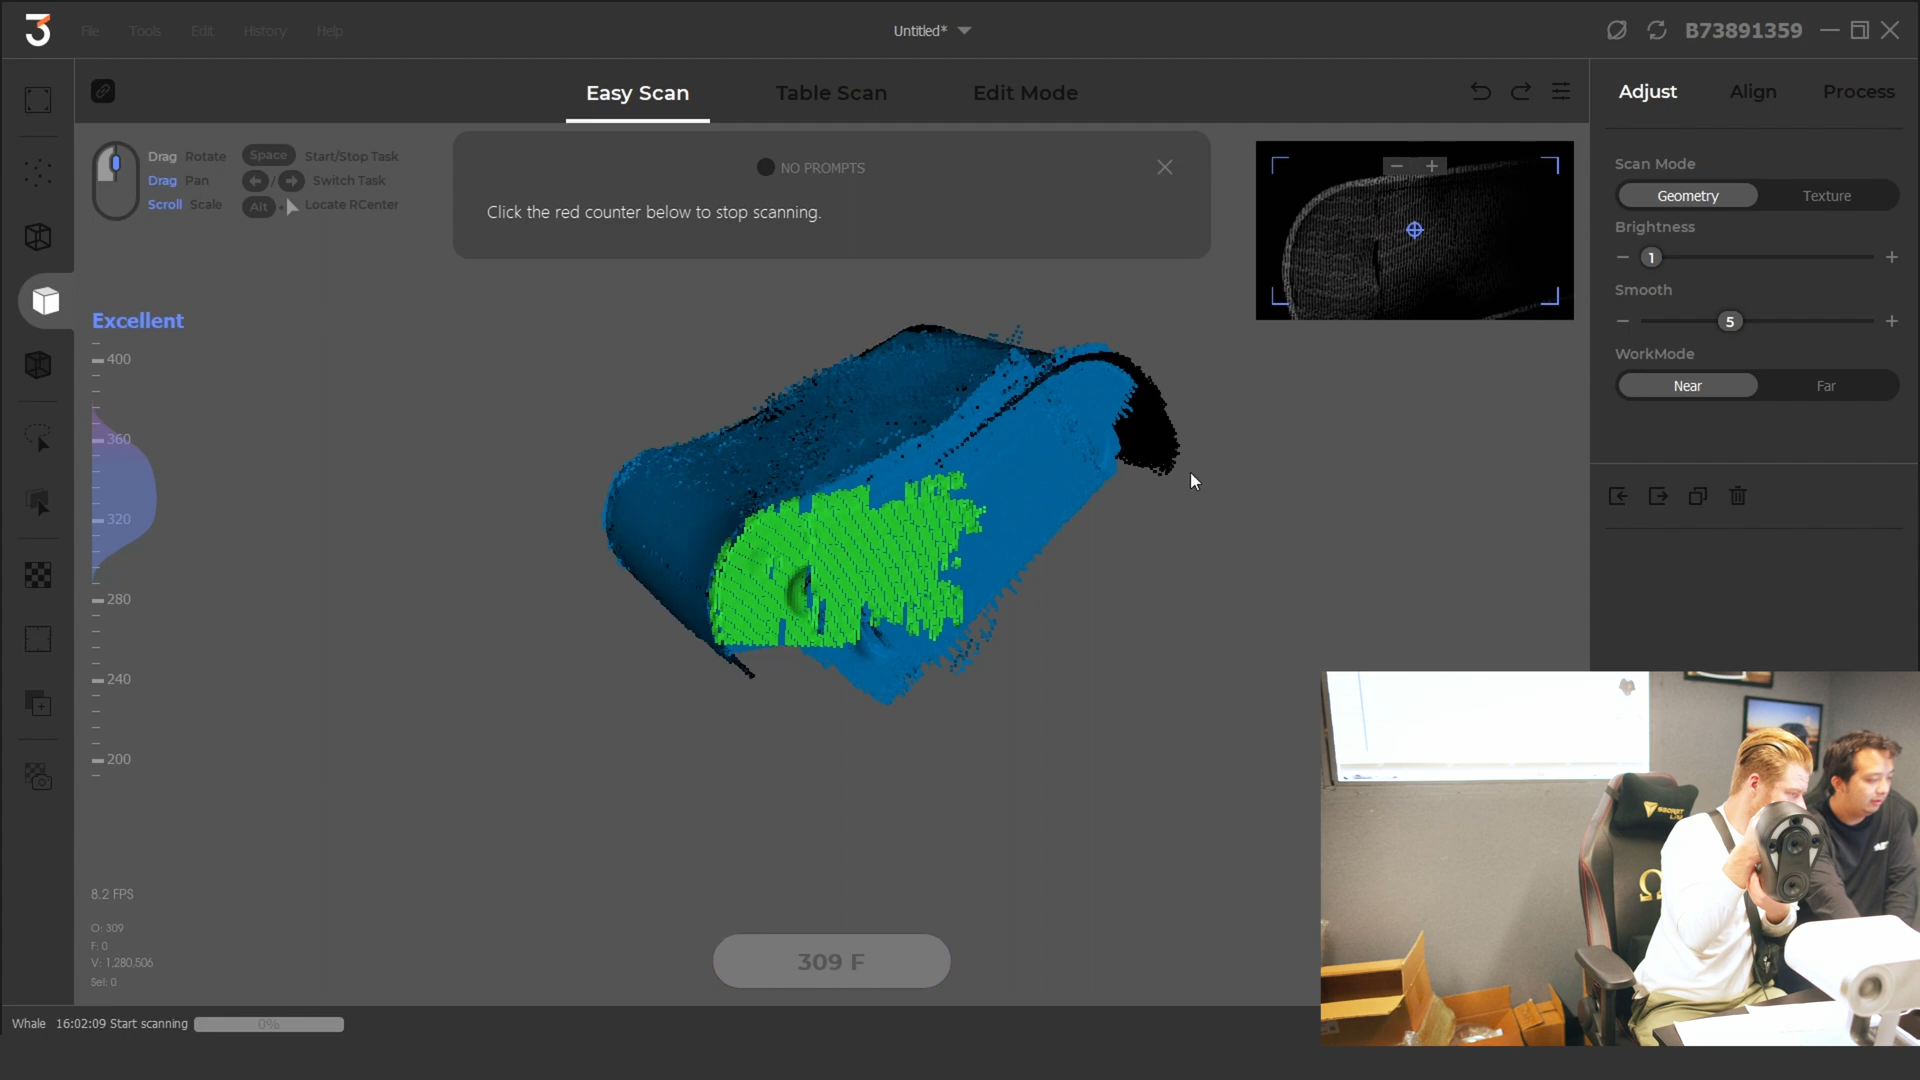 File Tools Edit History Help
Untitled*
B73891359
Easy Scan Table Scan Edit Mode
Adjust Align Process
Drag Rotate
Drag Pan
Scroll Scale
Space Start/Stop Task
/ Switch Task
Alt + Locate RCenter
NO PROMPTS
Click the red counter below to stop scanning.
Scan Mode
Geometry Texture
Brightness
1
Smooth
5
WorkMode
Near Far
Excellent
400
360
320
280
240
200
8.2 FPS
O: 309
F: 0
V: 1,280,506
Sel: 0
309 F
Whale 16:02:09 Start scanning 0%